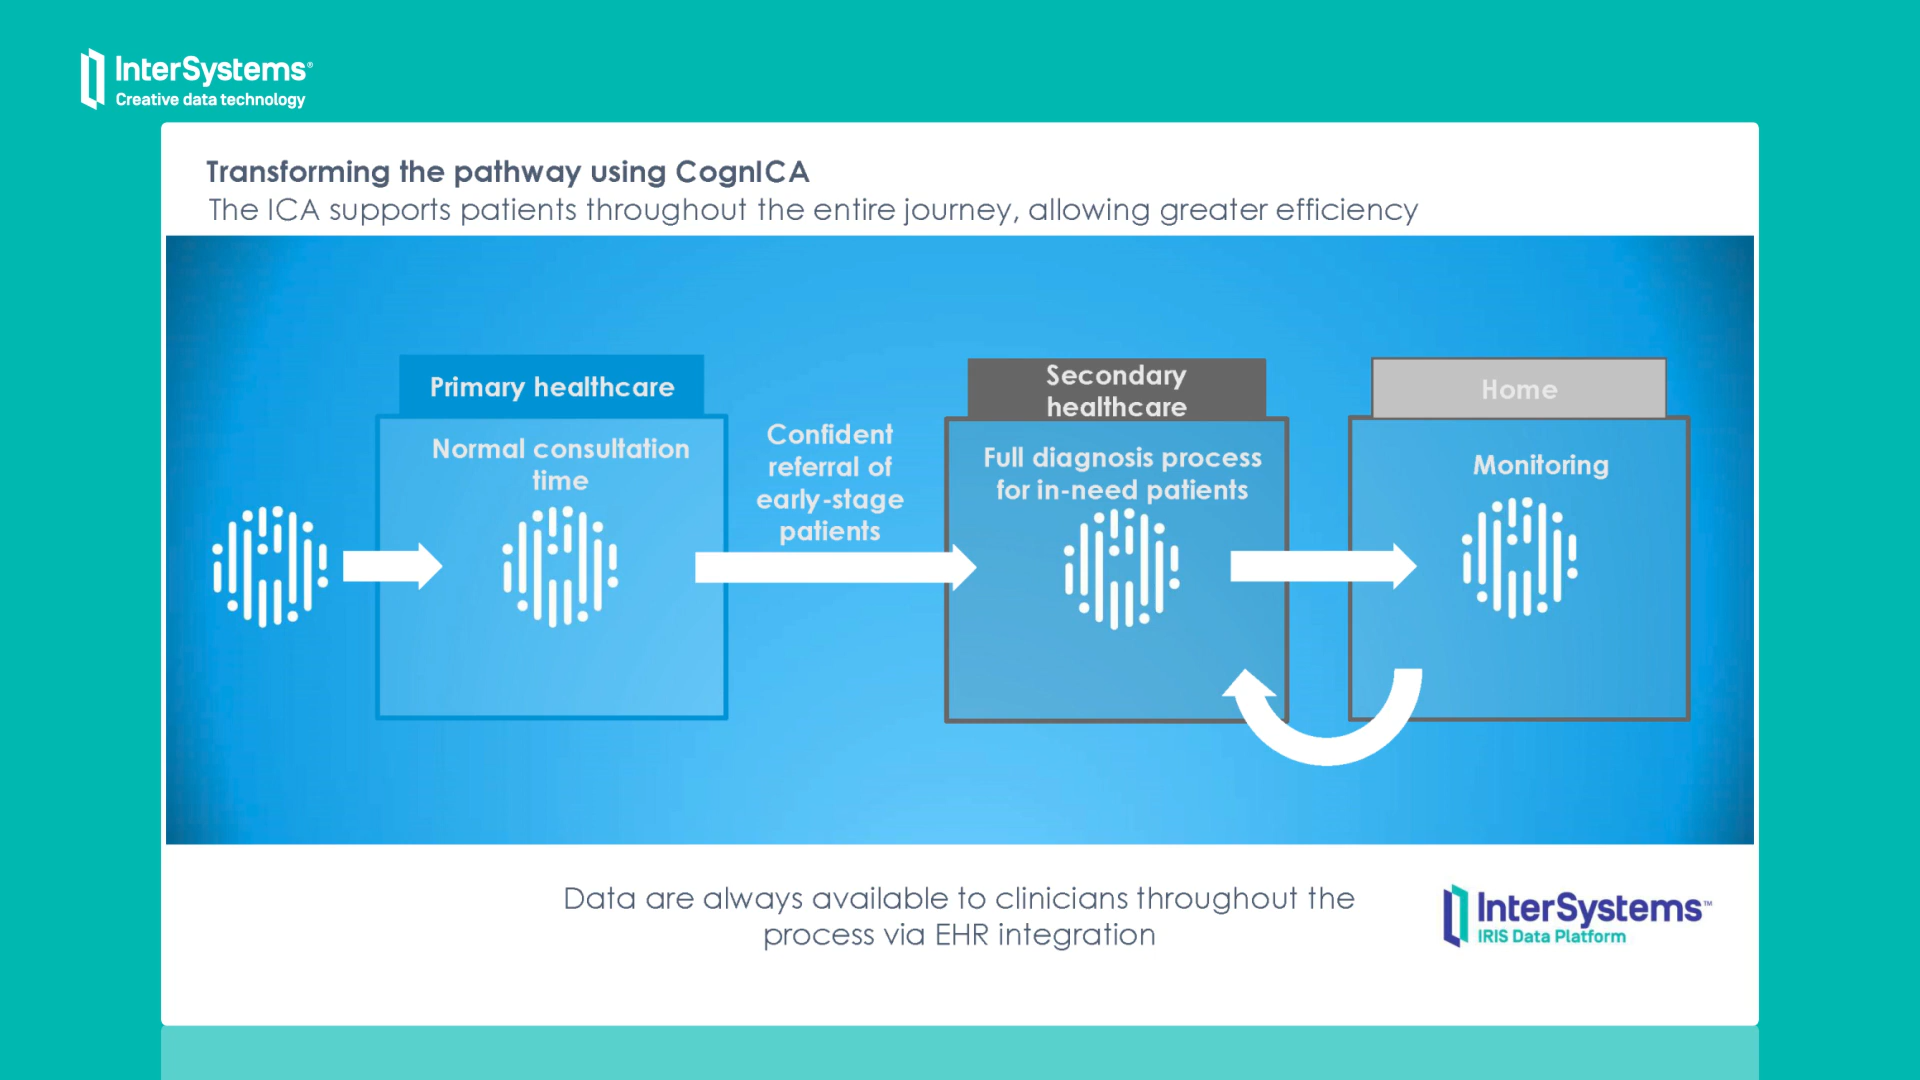 InterSystems®
Creative data technology
Transforming the pathway using CognICA
The ICA supports patients throughout the entire journey, allowing greater efficiency
Primary healthcare
Normal consultation
time
Confident
referral of
early-stage
patients
Secondary
healthcare
Full diagnosis process
for in-need patients
Home
Monitoring
Data are always available to clinicians throughout the
process via EHR integration
InterSystems™
IRIS Data Platform